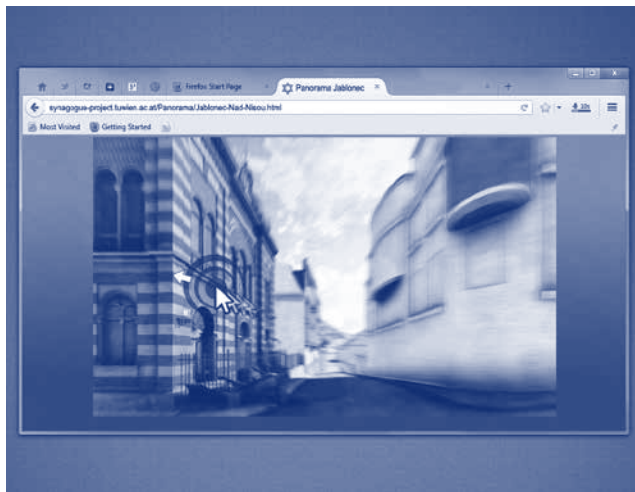 Firefox Start Page
Panorama Jablonec
synagogue-project.tuwien.ac.at/Panorama/Jablonec-Nad-Nisou.html
Most Visited
Getting Started